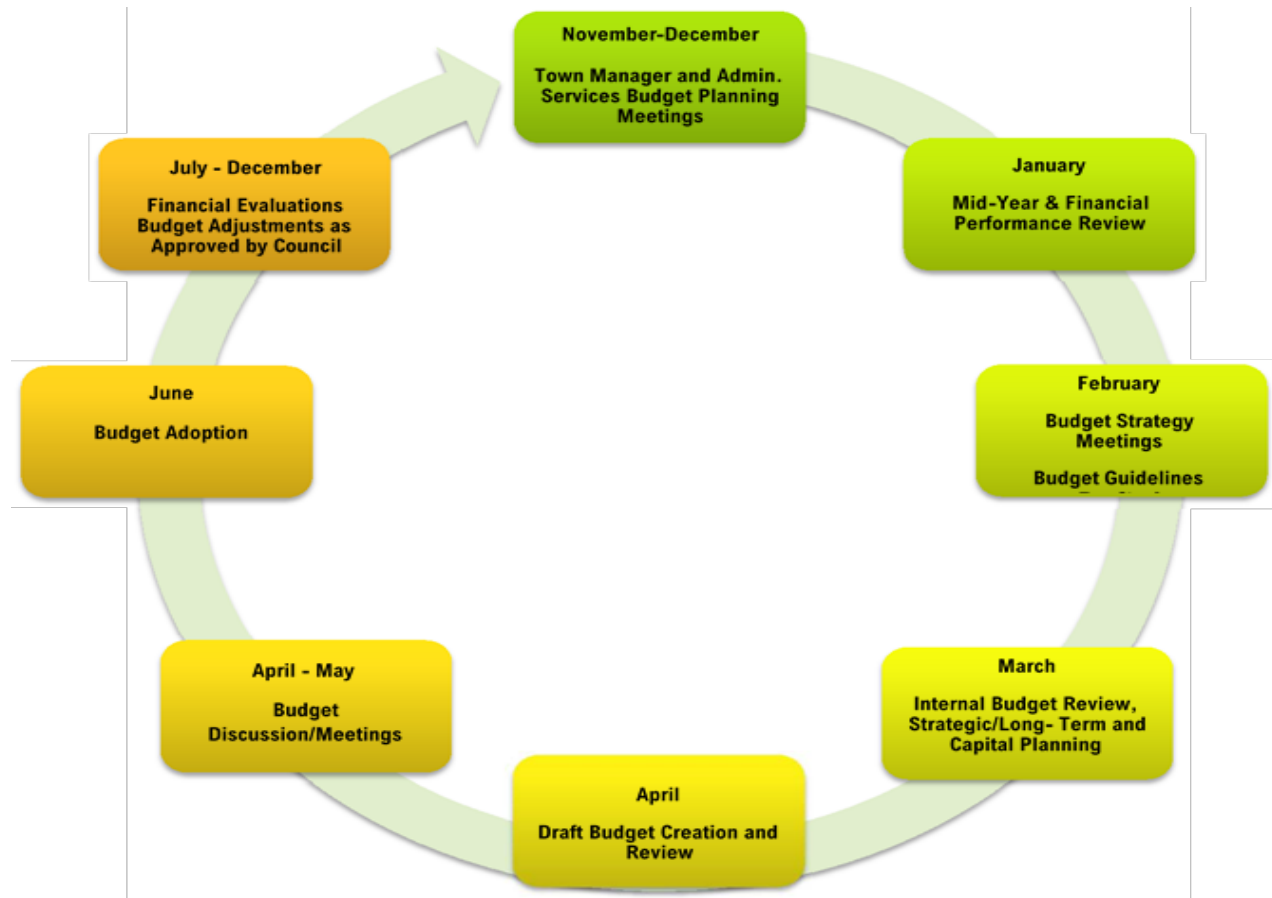 November-December
Town Manager and Admin.
Services Budget Planning
Meetings
January
Mid-Year & Financial
Performance Review
February
Budget Strategy
Meetings
Budget Guidelines
March
Internal Budget Review,
Strategic/Long- Term and
Capital Planning
April
Draft Budget Creation and
Review
April - May
Budget
Discussion/Meetings
June
Budget Adoption
July - December
Financial Evaluations
Budget Adjustments as
Approved by Council